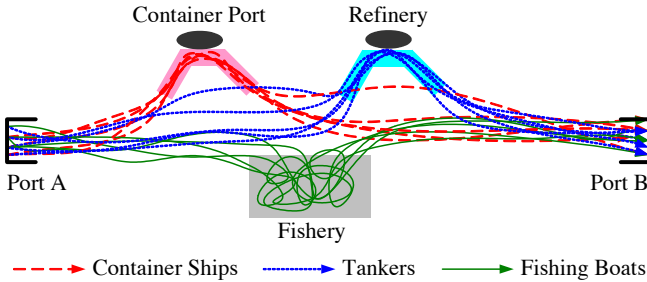 Container Port
Refinery
Port A
Port B
Fishery
Container Ships
Tankers
Fishing Boats